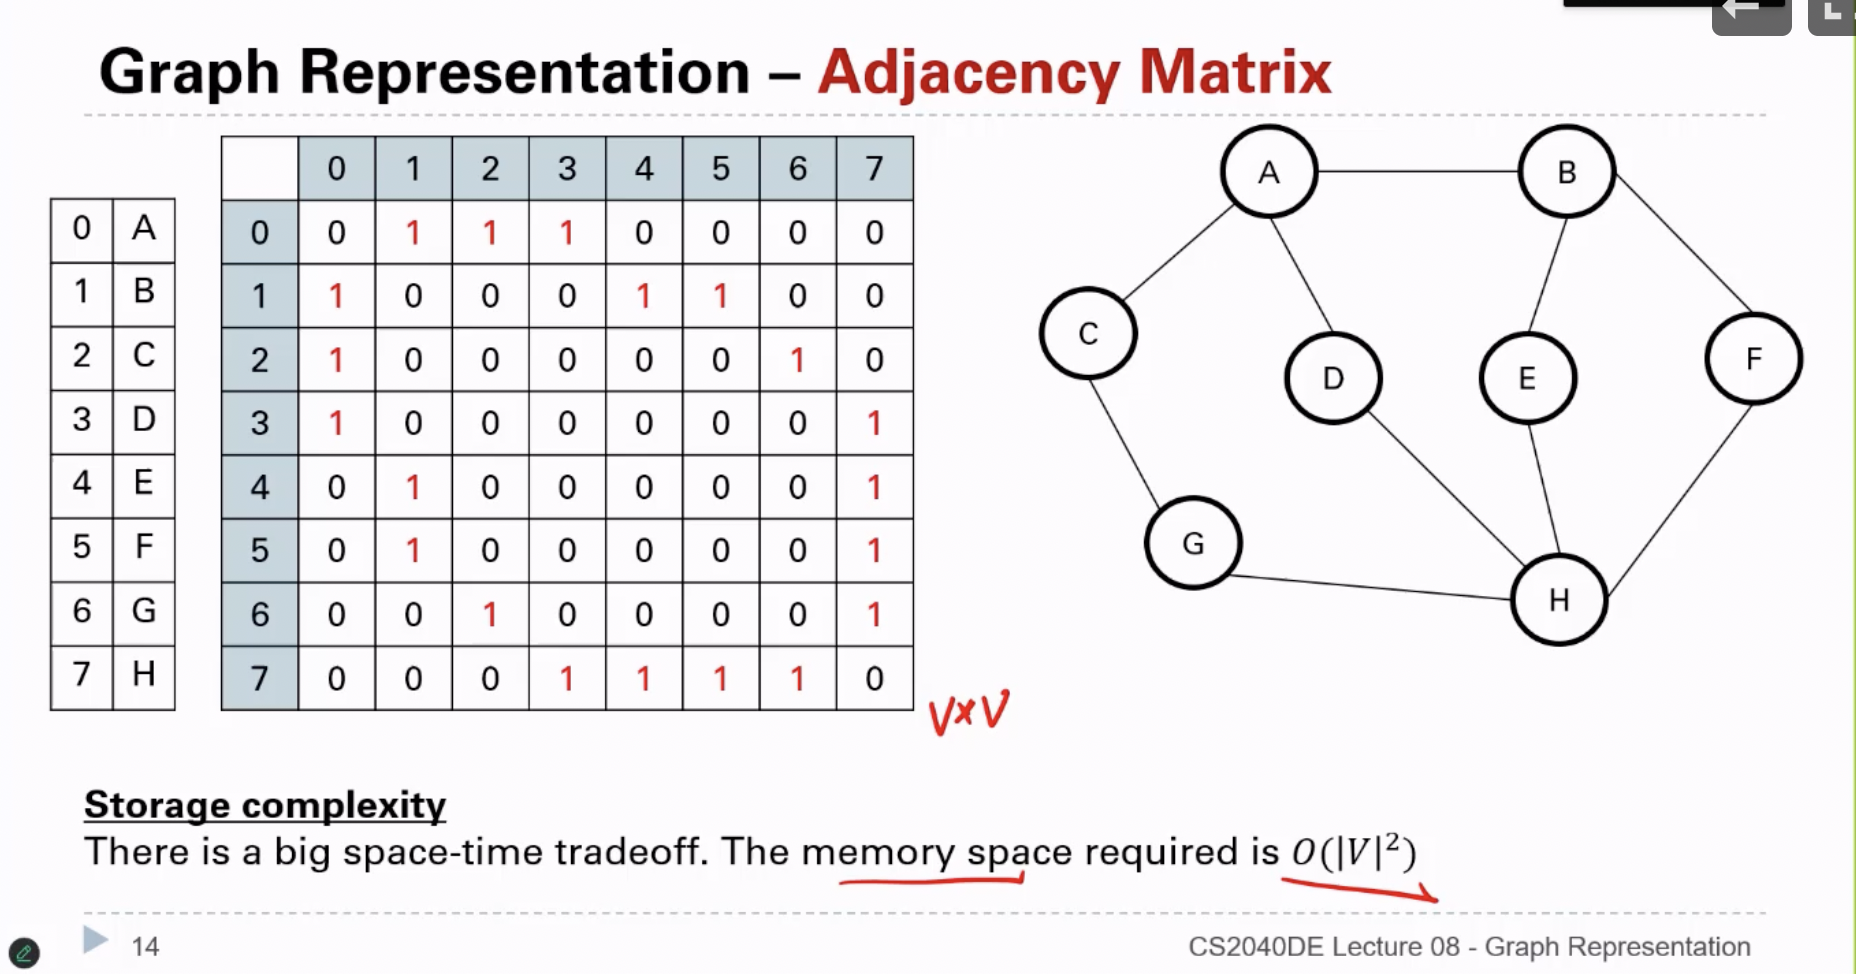 Graph Representation – Adjacency Matrix
0 1 2 3 4 5 6 7
0 0 1 1 1 0 0 0 0
1 1 0 0 0 1 1 0 0
2 1 0 0 0 0 0 1 0
3 1 0 0 0 0 0 0 1
4 0 1 0 0 0 0 0 1
5 0 1 0 0 0 0 0 1
6 0 0 1 0 0 0 0 1
7 0 0 0 1 1 1 1 0
0 A
1 B
2 C
3 D
4 E
5 F
6 G
7 H
A
B
C
D
E
F
G
H
V×V
Storage complexity
There is a big space-time tradeoff. The memory space required is O(|V|²)
14
CS2040DE Lecture 08 - Graph Representation